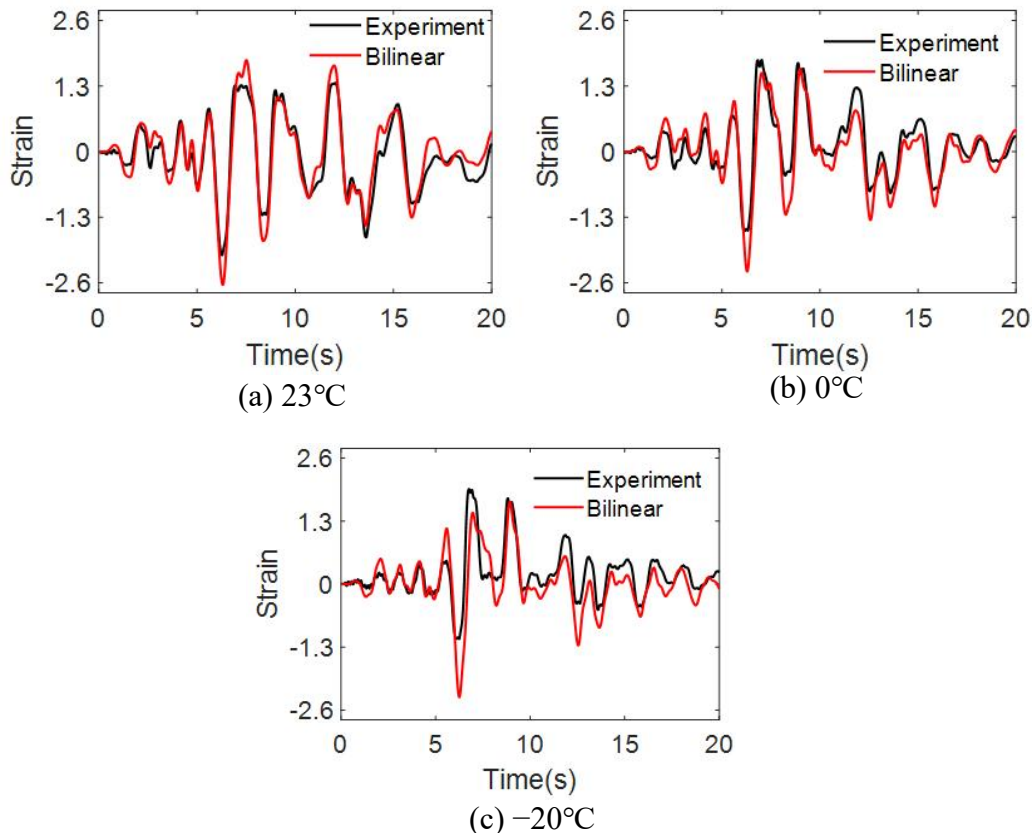 2.6
1.3
0
-1.3
-2.6
Strain
Experiment
Bilinear
0 5 10 15 20
Time(s)
(a) 23℃
2.6
1.3
0
-1.3
-2.6
Strain
Experiment
Bilinear
0 5 10 15 20
Time(s)
(b) 0℃
2.6
1.3
0
-1.3
-2.6
Strain
Experiment
Bilinear
0 5 10 15 20
Time(s)
(c) −20℃